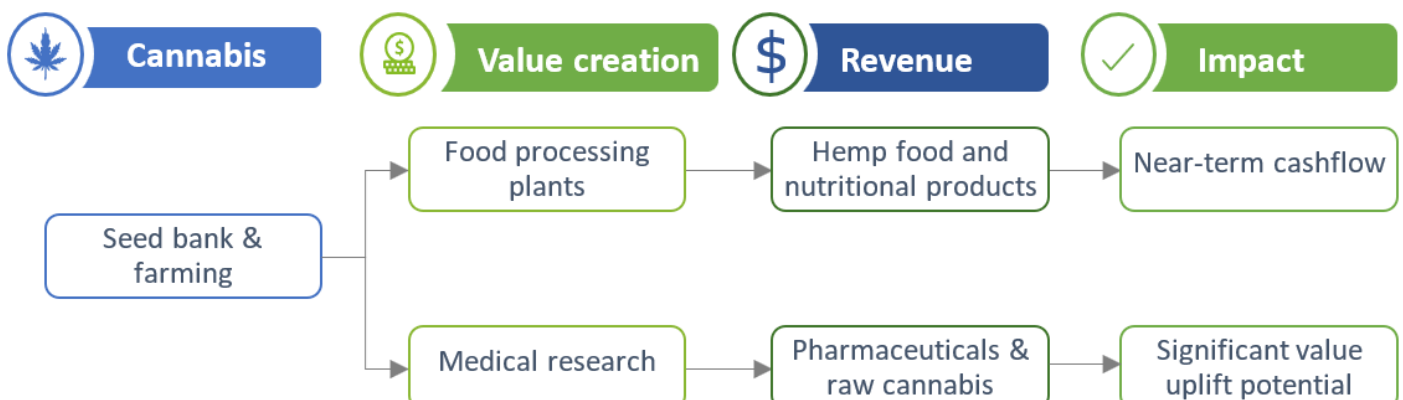 Cannabis
Value creation
Revenue
Impact
Food processing
plants
Hemp food and
nutritional products
Near-term cashflow
Seed bank &
farming
Medical research
Pharmaceuticals &
raw cannabis
Significant value
uplift potential